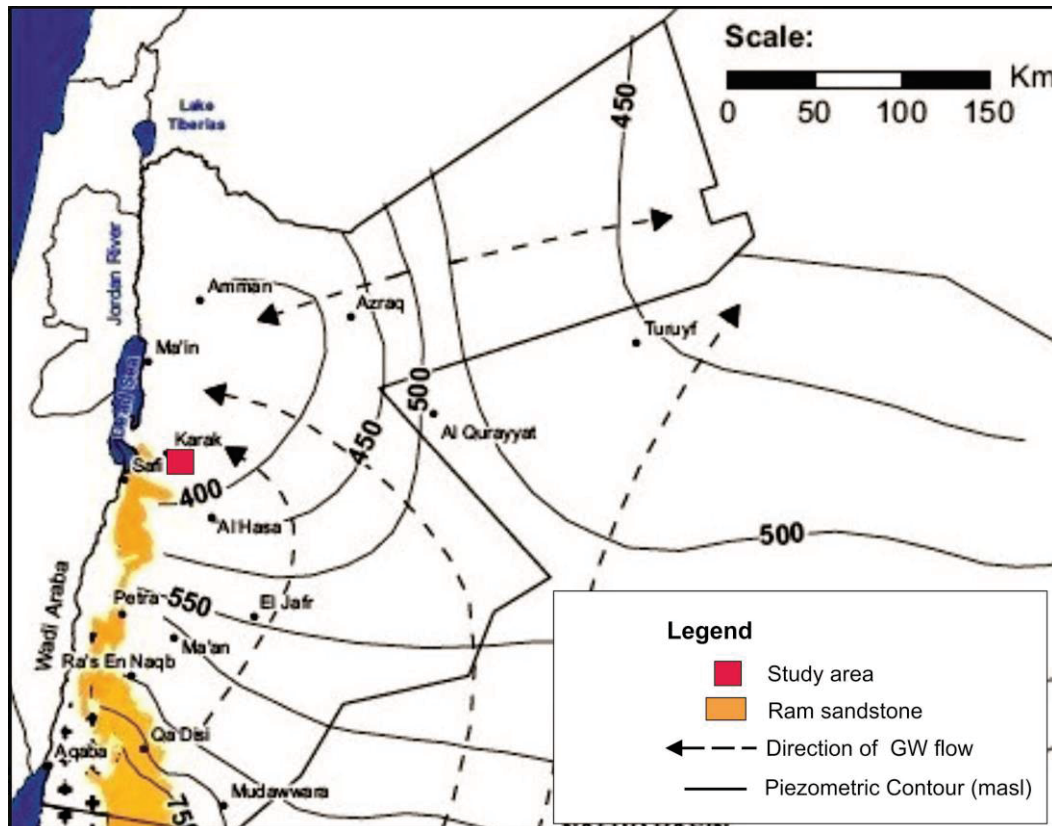 Scale:
Km
0 50 100 150
Lake
Tiberias
450
Jordan River
Amman
Azraq
Turuyf
Ma'in
Dead Sea
500
450
Al Qurayyat
Karak
Safi
400
Al Hasa
500
Wadi Araba
Petra
550
El Jafr
Ma'an
Ra's En Naqb
Qa Disi
Aqaba
Mudawwara
750
Legend
Study area
Ram sandstone
Direction of GW flow
Piezometric Contour (masl)